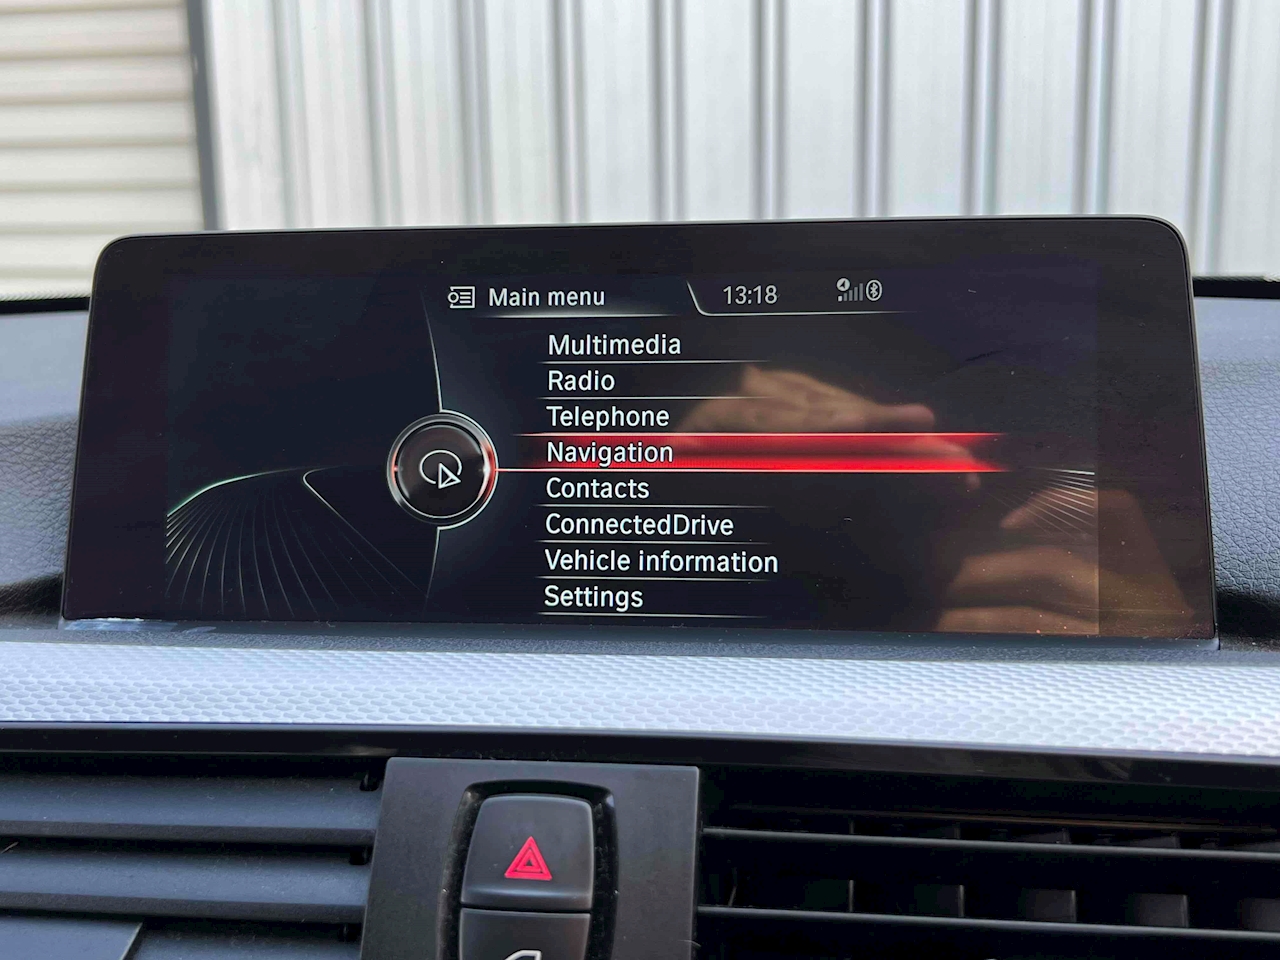 Main menu 13:18
Multimedia
Radio
Telephone
Navigation
Contacts
ConnectedDrive
Vehicle information
Settings